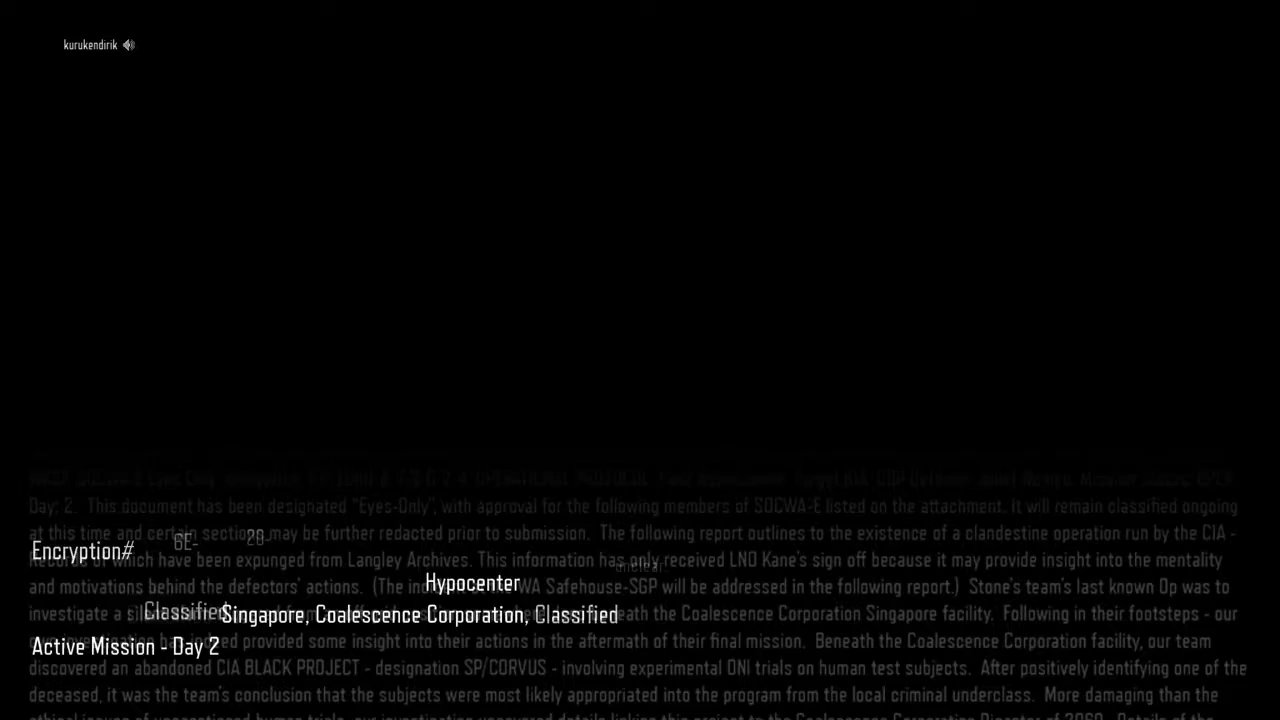 kurukendirik
Day: 2. This document has been designated "Eyes-Only", with approval for the following members of SOCWA-E listed on the attachment. It will remain classified ongoing
at this time and certain sections may be further redacted prior to submission. The following report outlines to the existence of a clandestine operation run by the CIA -
6E- 20
Encryption#
Records of which have been expunged from Langley Archives. This information has only received LNO Kane's sign off because it may provide insight into the mentality
unclear
Hypocenter
and motivations behind the defectors' actions. (The WA Safehouse-SGP will be addressed in the following report.) Stone's team's last known Op was to
Classified Singapore, Coalescence Corporation, Classified
investigate a beneath the Coalescence Corporation Singapore facility. Following in their footsteps - our
Active Mission - Day 2
provided some insight into their actions in the aftermath of their final mission. Beneath the Coalescence Corporation facility, our team
discovered an abandoned CIA BLACK PROJECT - designation SP/CORVUS - involving experimental DNI trials on human test subjects. After positively identifying one of the
deceased, it was the team's conclusion that the subjects were most likely appropriated into the program from the local criminal underclass. More damaging than the